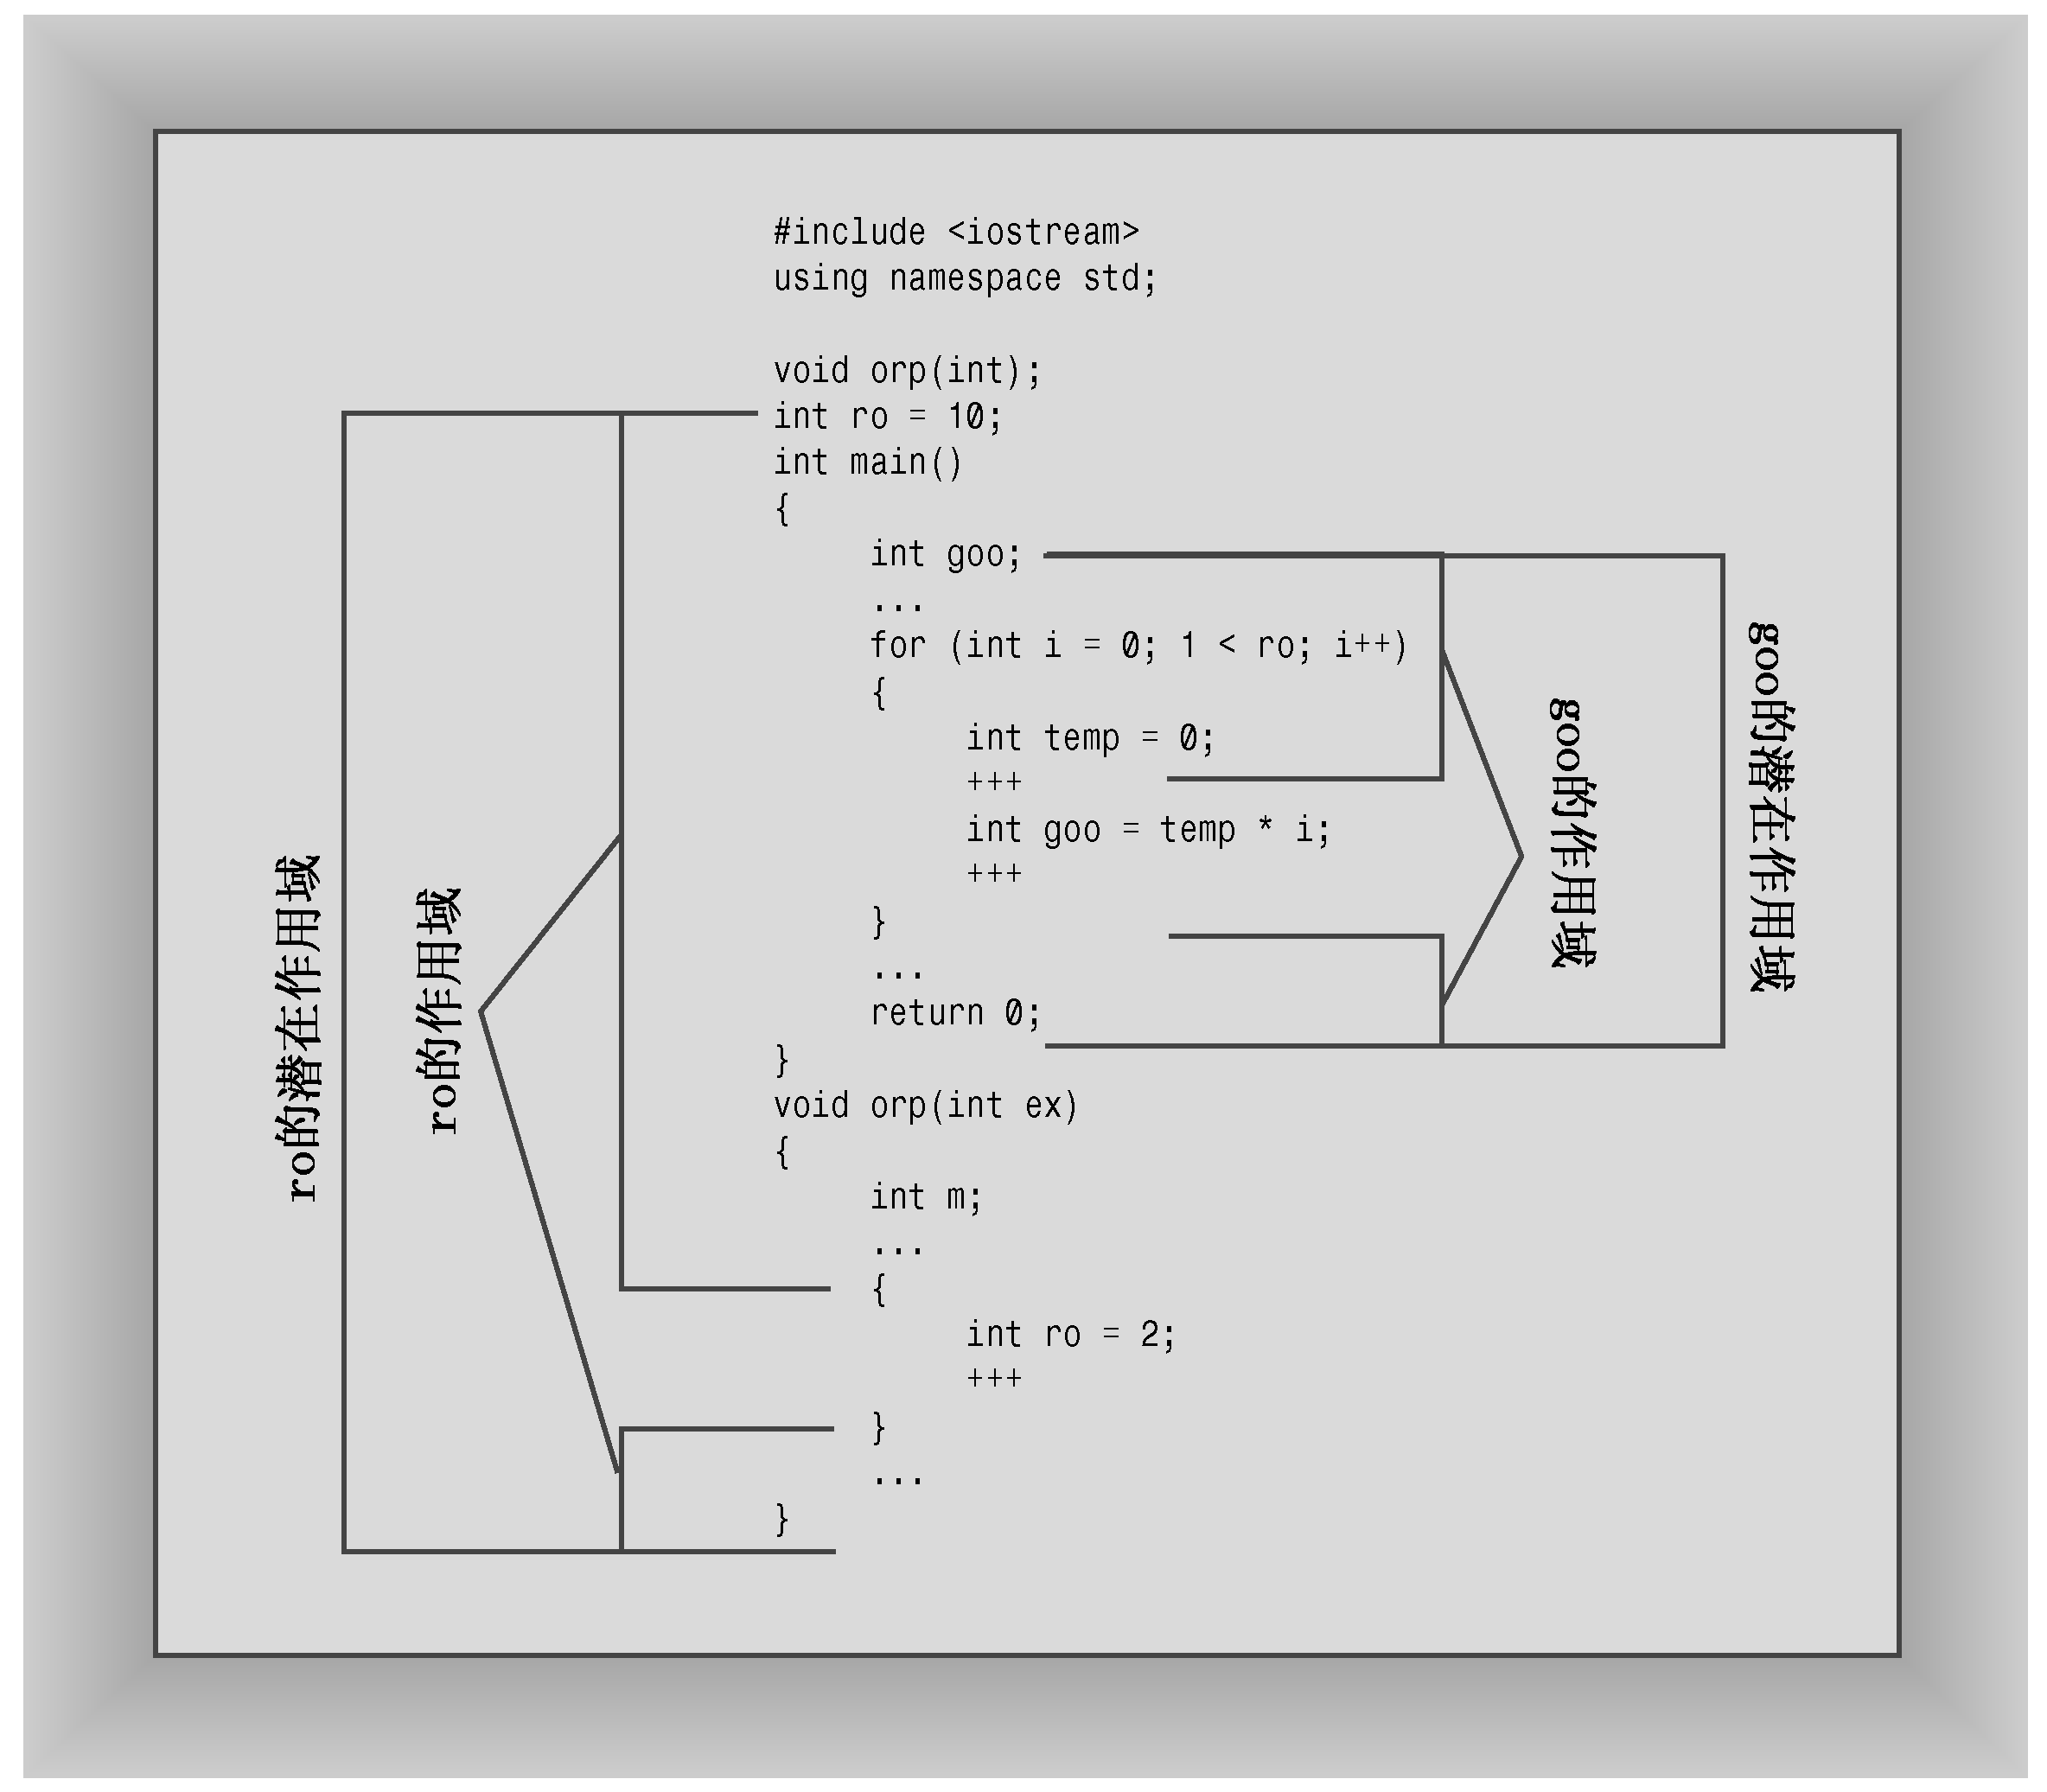 #include <iostream>
using namespace std;
void orp(int);
int ro = 10;
int main()
{
int goo;
...
for (int i = 0; 1 < ro; i++)
{
int temp = 0;
+++
int goo = temp * i;
+++
}
...
return 0;
}
void orp(int ex)
{
int m;
...
{
int ro = 2;
+++
}
...
}
ro的潜在作用域
ro的作用域
goo的作用域
goo的潜在作用域